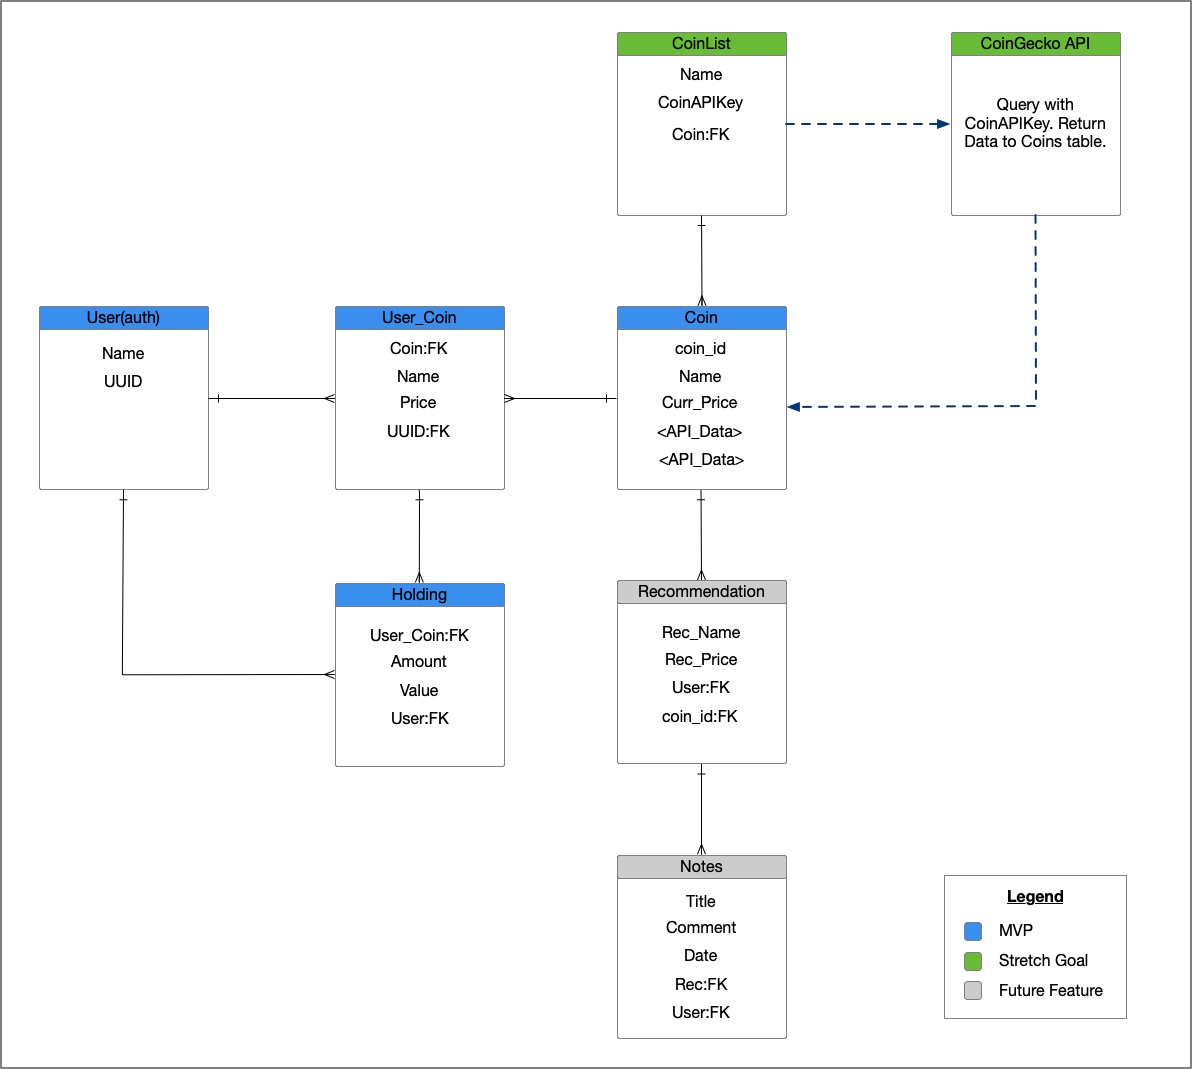 CoinList
Name
CoinAPIKey
Coin:FK
CoinGecko API
Query with
CoinAPIKey. Return
Data to Coins table.
User(auth)
Name
UUID
User_Coin
Coin:FK
Name
Price
UUID:FK
Coin
coin_id
Name
Curr_Price
<API_Data>
<API_Data>
Holding
User_Coin:FK
Amount
Value
User:FK
Recommendation
Rec_Name
Rec_Price
User:FK
coin_id:FK
Notes
Title
Comment
Date
Rec:FK
User:FK
Legend
MVP
Stretch Goal
Future Feature